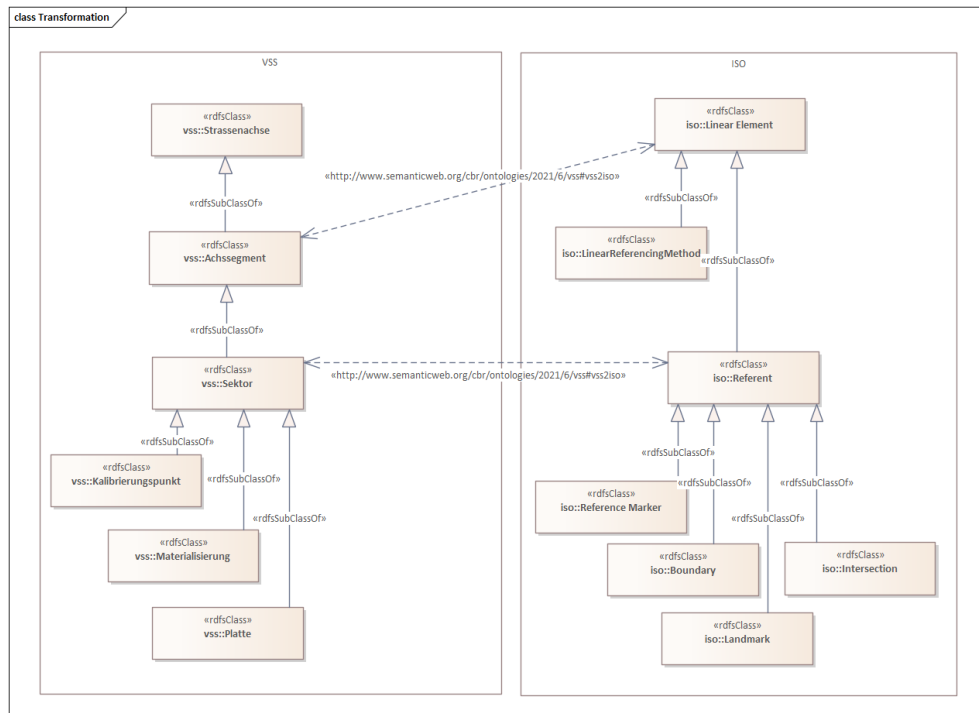 class Transformation
VSS
«rdfsClass»
vss::Strassenachse
«rdfsSubClassOf»
«rdfsClass»
vss::Achssegment
«rdfsSubClassOf»
«rdfsClass»
vss::Sektor
«rdfsSubClassOf»
«rdfsClass»
vss::Kalibrierungspunkt
«rdfsSubClassOf»
«rdfsClass»
vss::Materialisierung
«rdfsSubClassOf»
«rdfsClass»
vss::Platte
«http://www.semanticweb.org/cbr/ontologies/2021/6/vss#vss2iso»
«http://www.semanticweb.org/cbr/ontologies/2021/6/vss#vss2iso»
ISO
«rdfsClass»
iso::Linear Element
«rdfsSubClassOf»
«rdfsClass»
iso::LinearReferencingMethod
«rdfsSubClassOf»
«rdfsClass»
iso::Referent
«rdfsSubClassOf»
«rdfsSubClassOf»
«rdfsSubClassOf»
«rdfsSubClassOf»
«rdfsClass»
iso::Reference Marker
«rdfsClass»
iso::Boundary
«rdfsClass»
iso::Intersection
«rdfsClass»
iso::Landmark